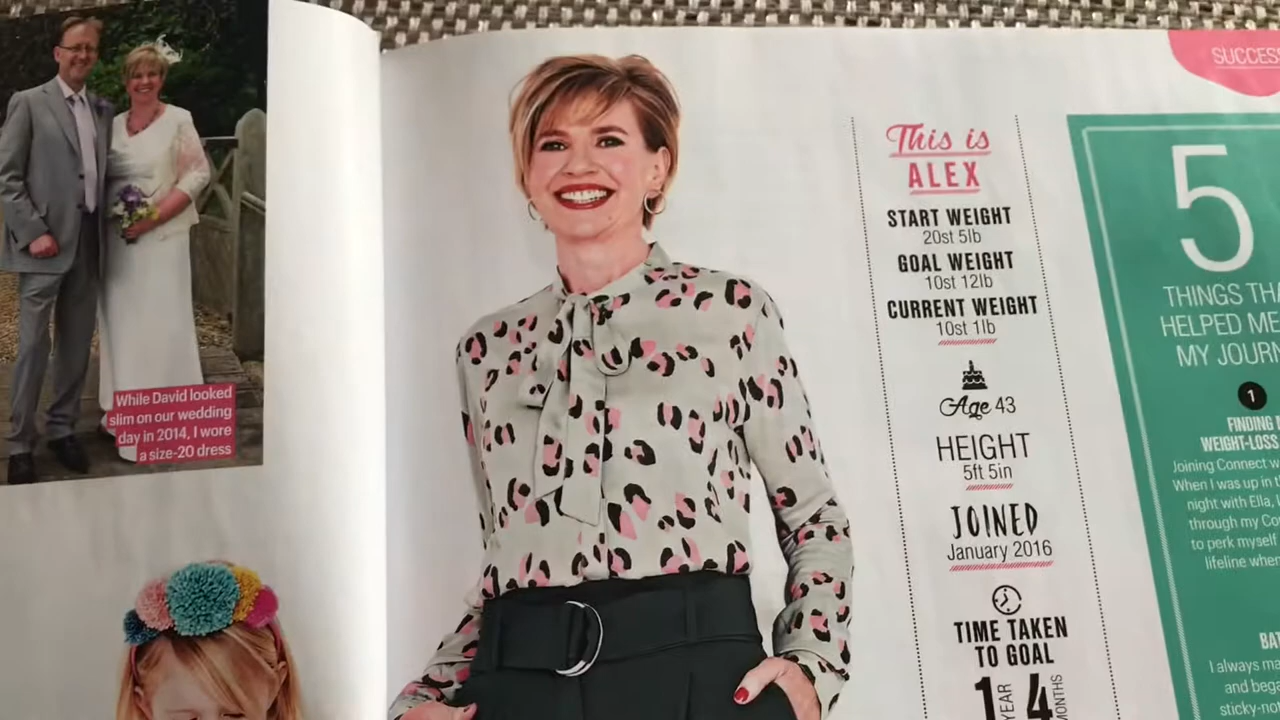 While David looked
slim on our wedding
day in 2014, I wore
a size-20 dress
This is
ALEX
START WEIGHT
20st 5lb
GOAL WEIGHT
10st 12lb
CURRENT WEIGHT
10st 1lb
Age 43
HEIGHT
5ft 5in
JOINED
January 2016
TIME TAKEN
TO GOAL
1 YEAR 4 MONTHS
SUCCESS
5
THINGS THA
HELPED ME
MY JOURN
1
FINDING
WEIGHT-LOSS
Joining Connect w
When I was up in t
night with Ella,
through my Co
to perk myself
lifeline when
BAT
I always ma
and bega
sticky-not